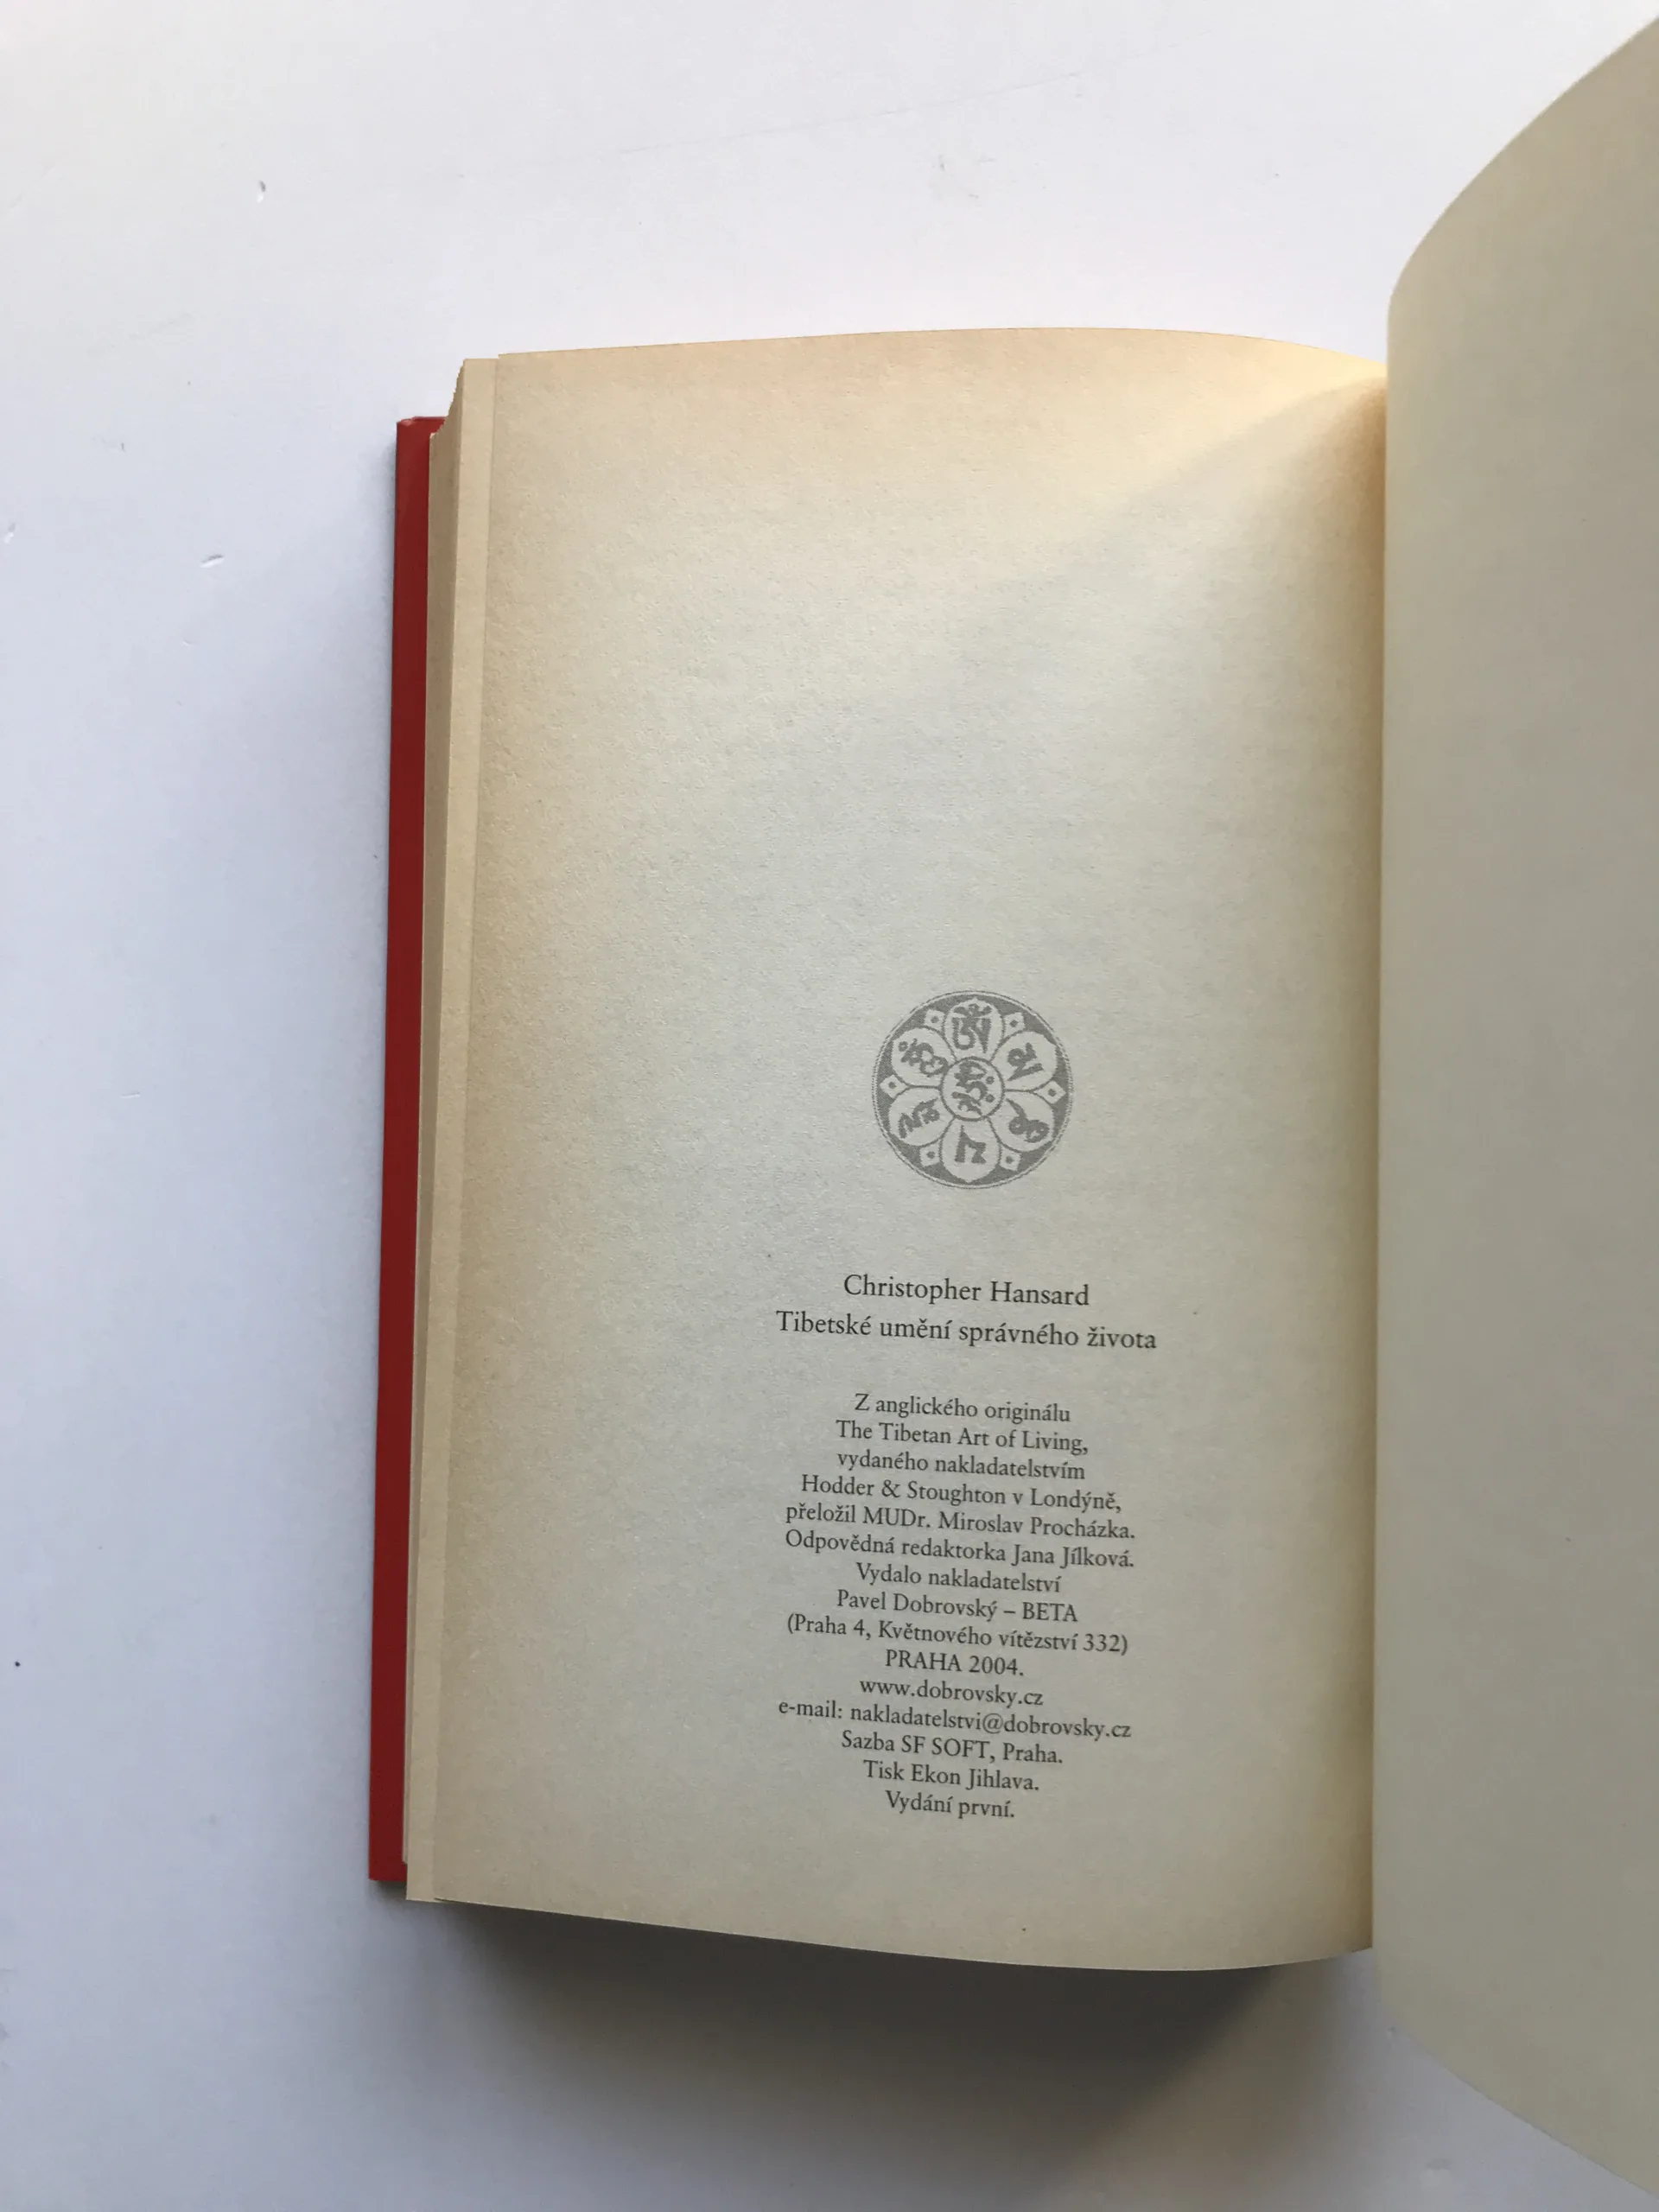 Christopher Hansard
Tibetské umění správného života
Z anglického originálu
The Tibetan Art of Living,
vydaného nakladatelstvím
Hodder & Stoughton v Londýně,
přeložil MUDr. Miroslav Procházka.
Odpovědná redaktorka Jana Jílková.
Vydalo nakladatelství
Pavel Dobrovský – BETA
(Praha 4, Květnového vítězství 332)
PRAHA 2004.
www.dobrovsky.cz
e-mail: nakladatelstvi@dobrovsky.cz
Sazba SF SOFT, Praha.
Tisk Ekon Jihlava.
Vydání první.